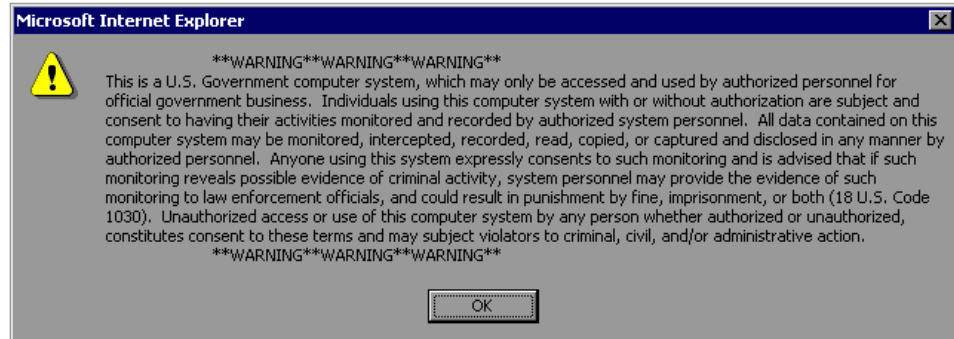 Microsoft Internet Explorer
**WARNING**WARNING**WARNING**
This is a U.S. Government computer system, which may only be accessed and used by authorized personnel for
official government business.  Individuals using this computer system with or without authorization are subject and
consent to having their activities monitored and recorded by authorized system personnel.  All data contained on this
computer system may be monitored, intercepted, recorded, read, copied, or captured and disclosed in any manner by
authorized personnel.  Anyone using this system expressly consents to such monitoring and is advised that if such
monitoring reveals possible evidence of criminal activity, system personnel may provide the evidence of such
monitoring to law enforcement officials, and could result in punishment by fine, imprisonment, or both (18 U.S. Code
1030).  Unauthorized access or use of this computer system by any person whether authorized or unauthorized,
constitutes consent to these terms and may subject violators to criminal, civil, and/or administrative action.
**WARNING**WARNING**WARNING**
OK